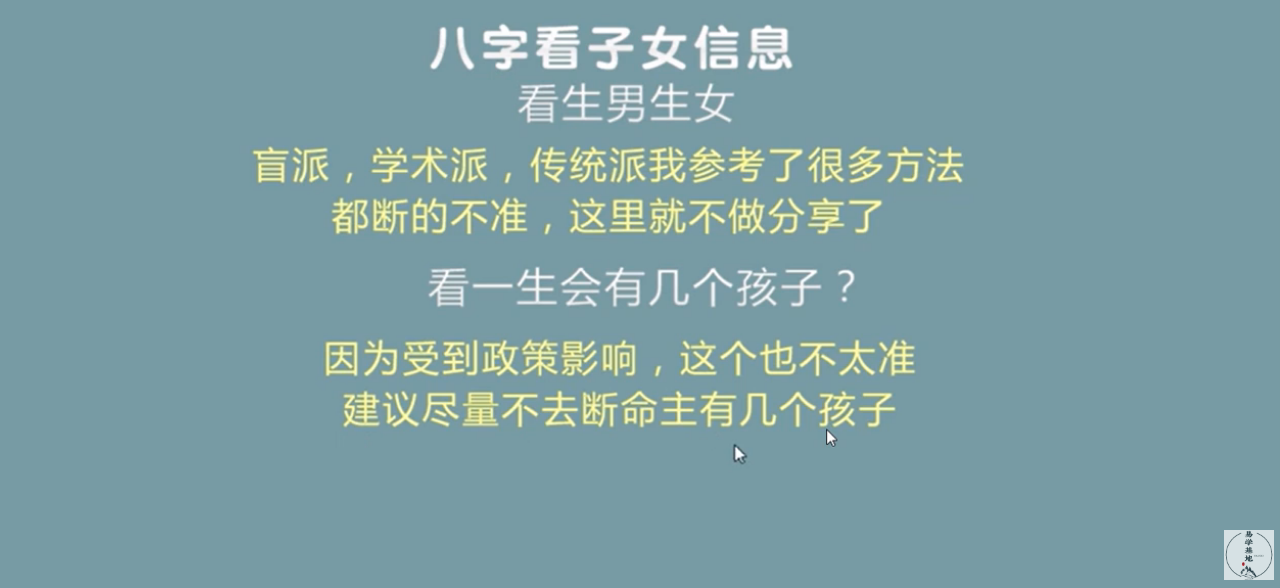 八字看子女信息
看生男生女
盲派，学术派，传统派我参考了很多方法
都断的不准，这里就不做分享了
看一生会有几个孩子？
因为受到政策影响，这个也不太准
建议尽量不去断命主有几个孩子
易学基地